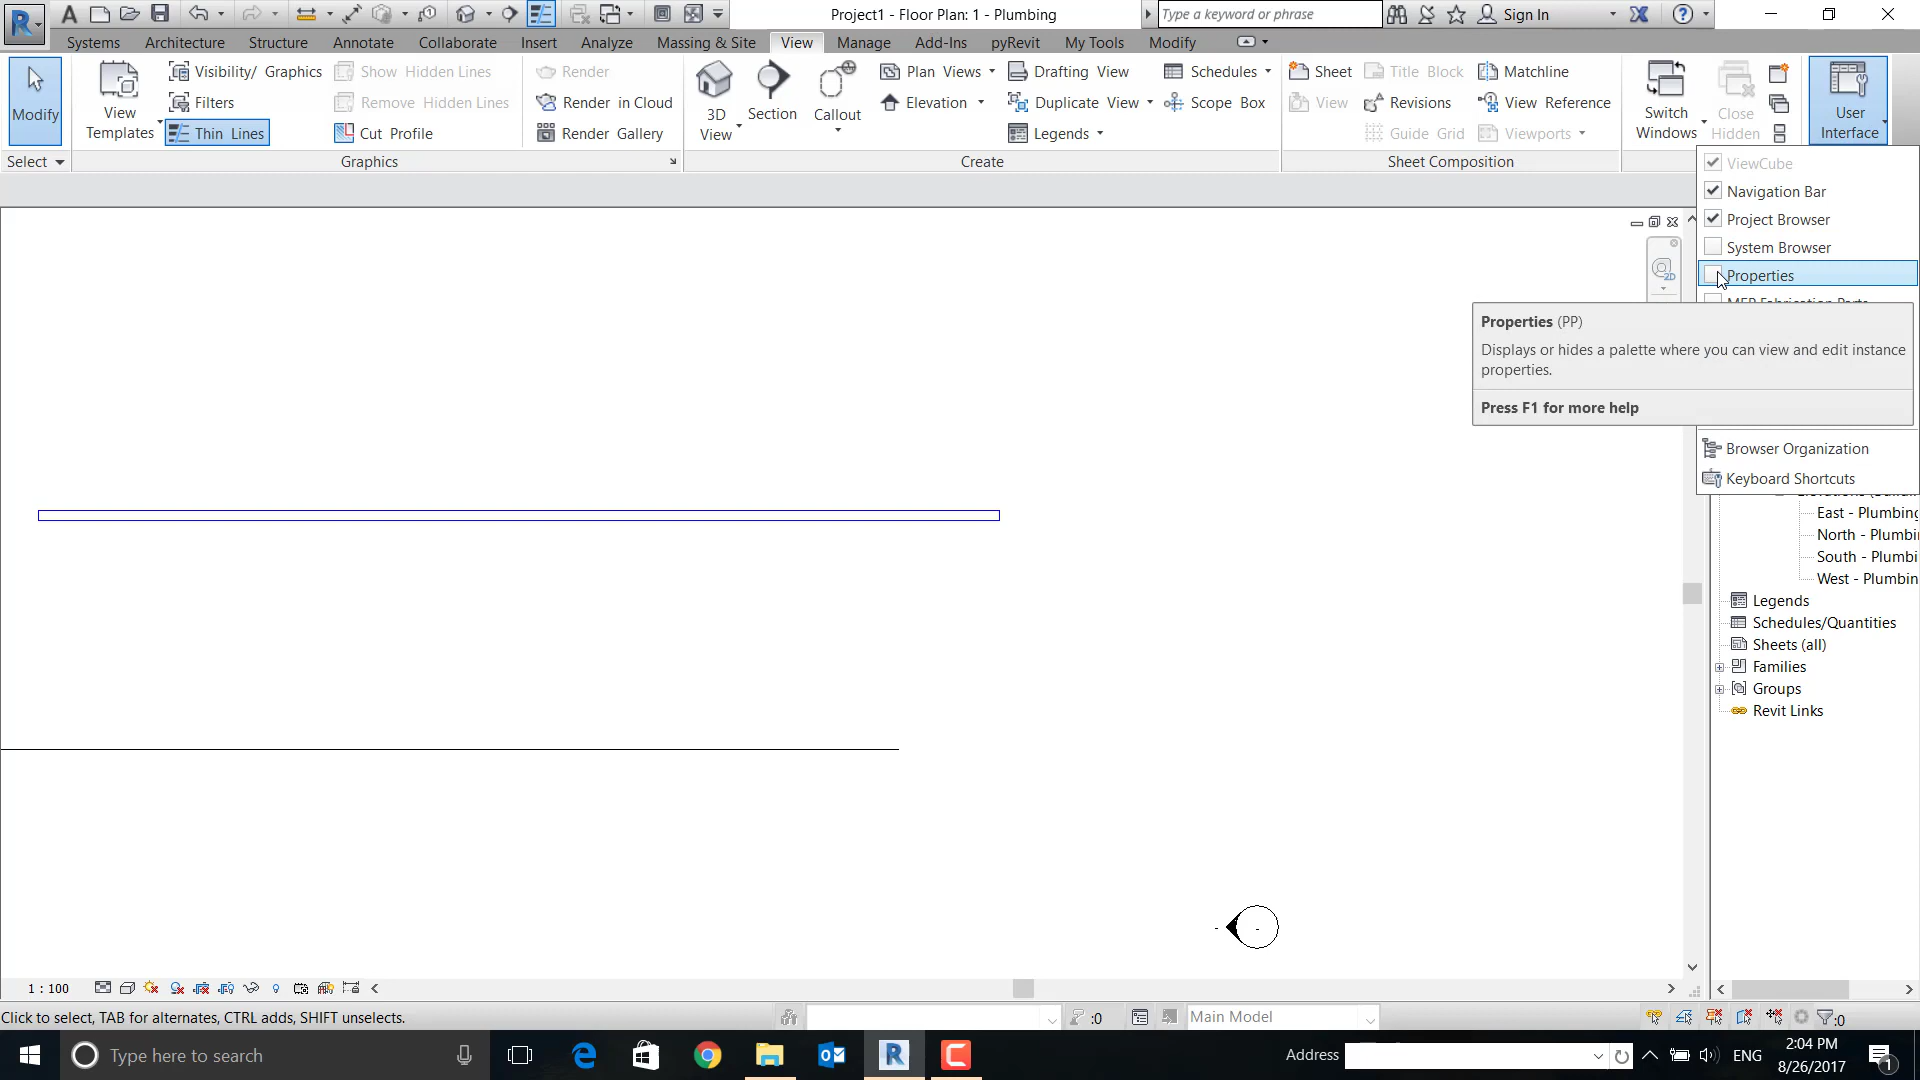 Project1 - Floor Plan: 1 - Plumbing
Type a keyword or phrase
Sign In
Systems Architecture Structure Annotate Collaborate Insert Analyze Massing & Site View Manage Add-Ins pyRevit My Tools Modify
Modify
View Templates
Visibility/ Graphics
Filters
Thin Lines
Show Hidden Lines
Remove Hidden Lines
Cut Profile
Render
Render in Cloud
Render Gallery
3D View
Section
Callout
Plan Views
Elevation
Drafting View
Duplicate View
Legends
Schedules
Scope Box
Sheet
View
Title Block
Revisions
Guide Grid
Matchline
View Reference
Viewports
Switch Windows
Close Hidden
User Interface
Select
Graphics
Create
Sheet Composition
ViewCube
Navigation Bar
Project Browser
System Browser
Properties
2D
Properties (PP)
Displays or hides a palette where you can view and edit instance
properties.
Press F1 for more help
Browser Organization
Keyboard Shortcuts
East - Plumbing
North - Plumbi
South - Plumbi
West - Plumbin
Legends
Schedules/Quantities
Sheets (all)
Families
Groups
Revit Links
1 : 100
Click to select, TAB for alternates, CTRL adds, SHIFT unselects.
:0
Main Model
:0
Type here to search
Address
ENG
2:04 PM
8/26/2017
1